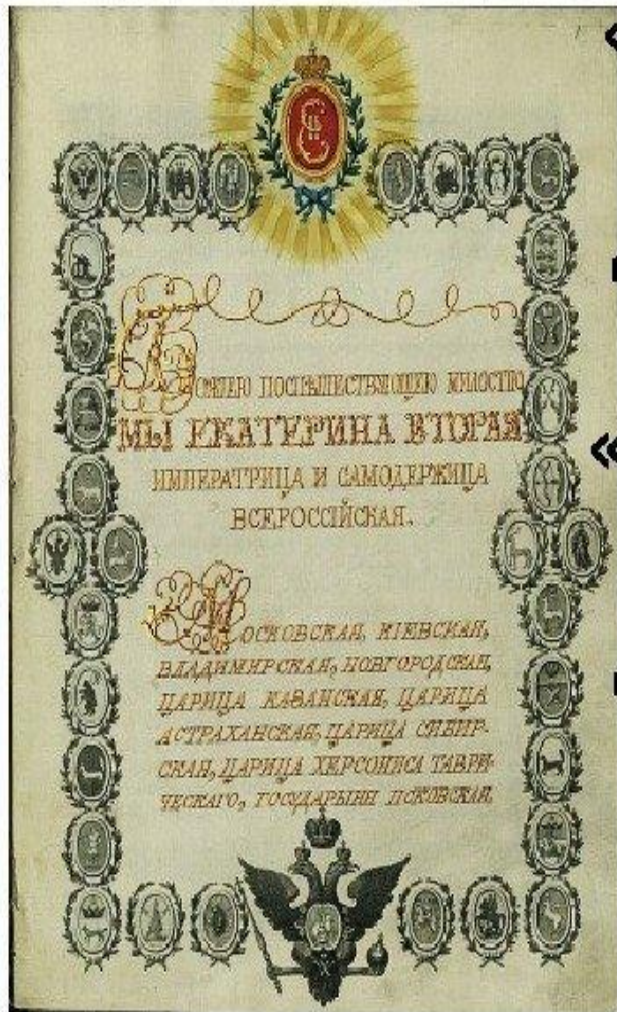 БОЖІЕЮ ПОСПѢШЕСТВУЮЩЕЮ МИЛОСТІЮ
МЫ ЕКАТЕРИНА ВТОРАЯ
ИМПЕРАТРИЦА И САМОДЕРЖИЦА
ВСЕРОССІЙСКАЯ.
МОСКОВСКАЯ, КІЕВСКАЯ,
ВЛАДИМИРСКАЯ, НОВГОРОДСКАЯ,
ЦАРИЦА КАЗАНСКАЯ, ЦАРИЦА
АСТРАХАНСКАЯ, ЦАРИЦА СИБИР-
СКАЯ, ЦАРИЦА ХЕРСОНИСА ТАВРИ-
ЧЕСКАГО, ГОСУДАРЫНЯ ПСКОВСКАЯ,